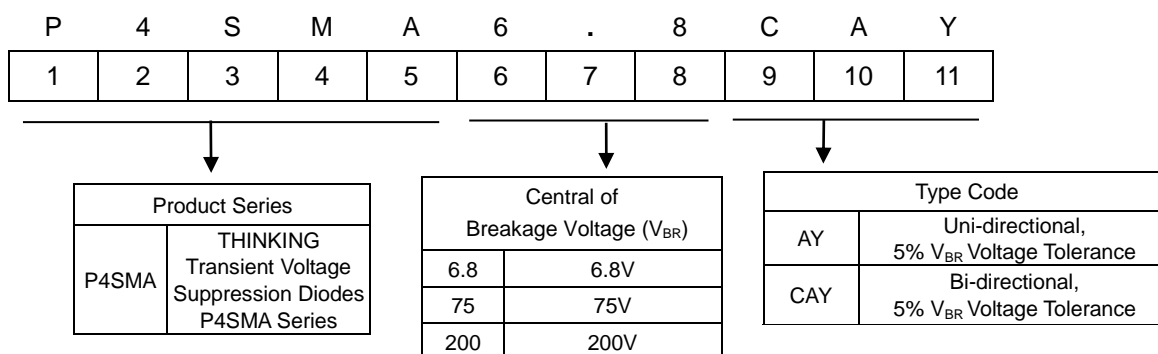 P 4 S M A 6 . 8 C A Y
1 2 3 4 5 6 7 8 9 10 11
Product Series
P4SMA
THINKING
Transient Voltage
Suppression Diodes
P4SMA Series
Central of
Breakage Voltage (VBR)
6.8 6.8V
75 75V
200 200V
Type Code
AY
Uni-directional,
5% VBR Voltage Tolerance
CAY
Bi-directional,
5% VBR Voltage Tolerance